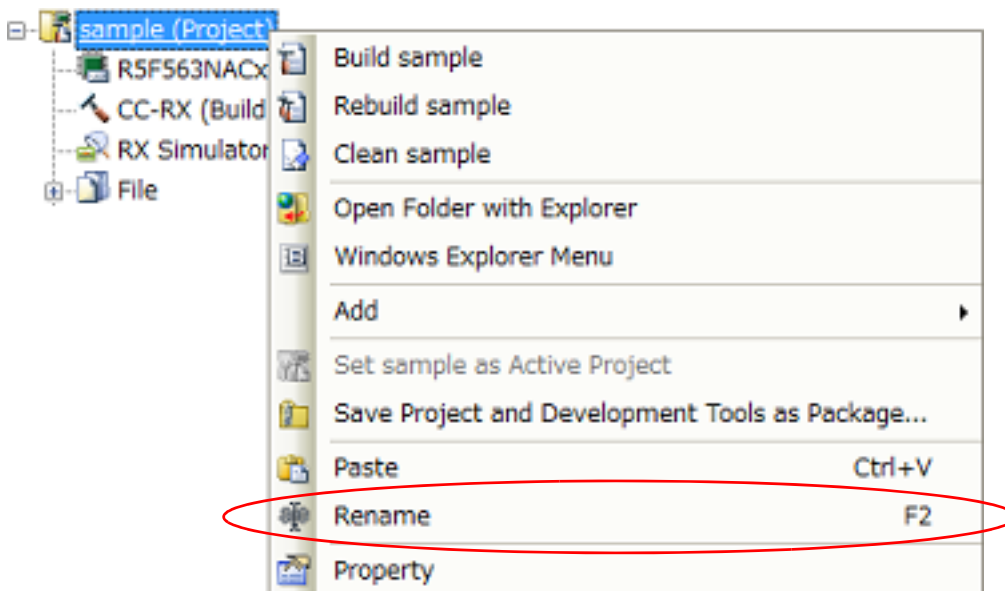 sample (Project)
R5F563NACx
CC-RX (Build
RX Simulator
File
Build sample
Rebuild sample
Clean sample
Open Folder with Explorer
Windows Explorer Menu
Add
Set sample as Active Project
Save Project and Development Tools as Package...
Paste Ctrl+V
Rename F2
Property